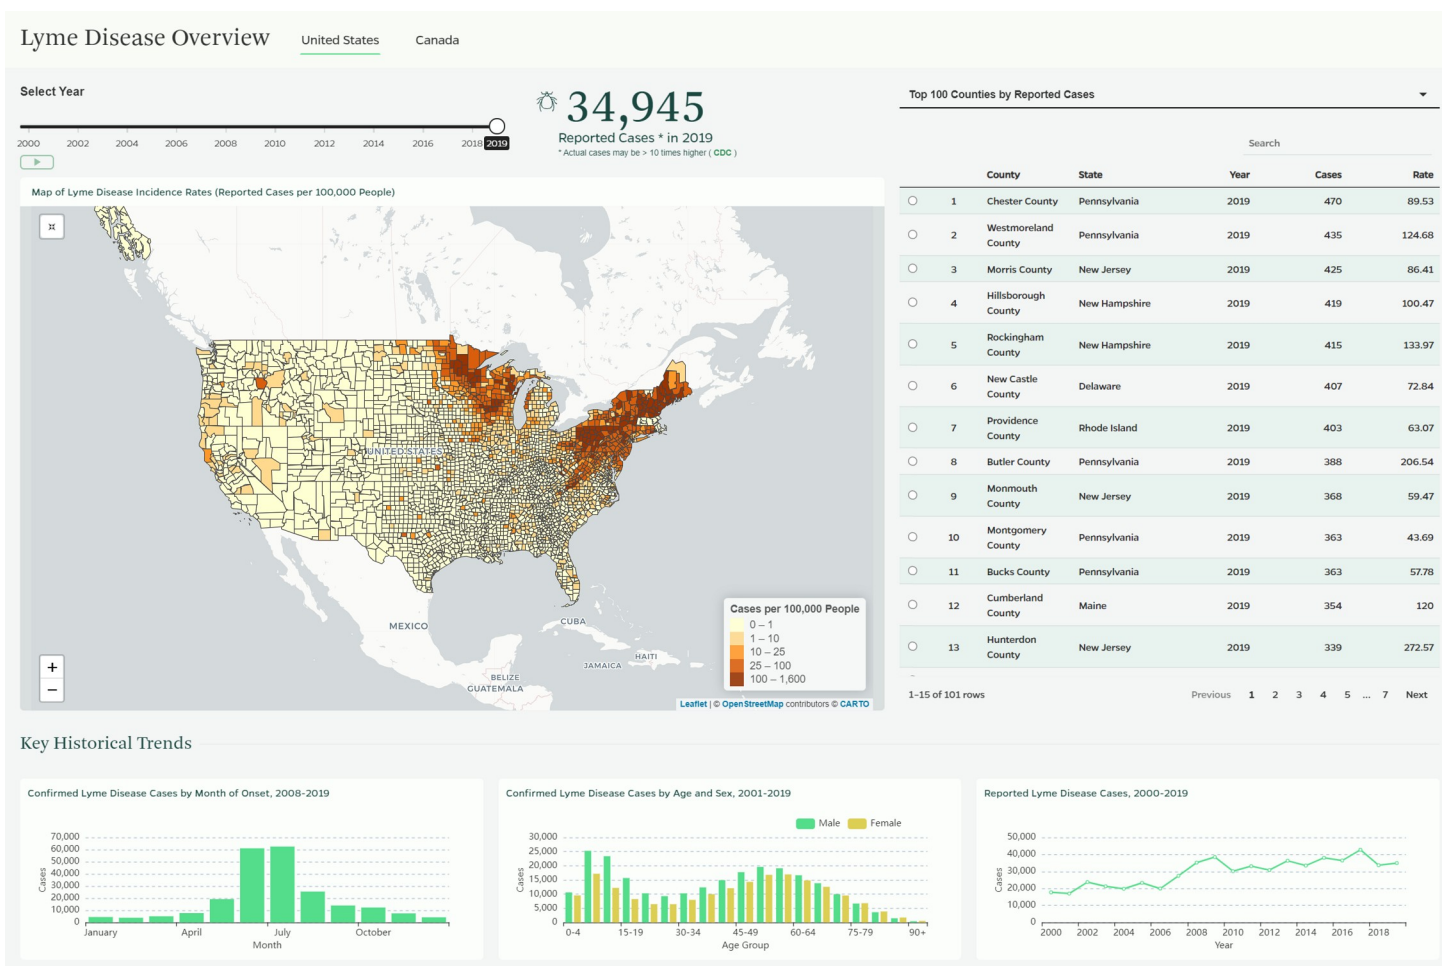 Lyme Disease Overview
United States
Canada
Select Year
2000 2002 2004 2006 2008 2010 2012 2014 2016 2018 2019
34,945
Reported Cases * in 2019
* Actual cases may be > 10 times higher ( CDC )
Map of Lyme Disease Incidence Rates (Reported Cases per 100,000 People)
UNITED STATES
MEXICO
CUBA
HAITI
JAMAICA
BELIZE
GUATEMALA
+
−
Cases per 100,000 People
0 – 1
1 – 10
10 – 25
25 – 100
100 – 1,600
Leaflet | © OpenStreetMap contributors © CARTO
Top 100 Counties by Reported Cases
Search
County State Year Cases Rate
1 Chester County Pennsylvania 2019 470 89.53
2 Westmoreland County Pennsylvania 2019 435 124.68
3 Morris County New Jersey 2019 425 86.41
4 Hillsborough County New Hampshire 2019 419 100.47
5 Rockingham County New Hampshire 2019 415 133.97
6 New Castle County Delaware 2019 407 72.84
7 Providence County Rhode Island 2019 403 63.07
8 Butler County Pennsylvania 2019 388 206.54
9 Monmouth County New Jersey 2019 368 59.47
10 Montgomery County Pennsylvania 2019 363 43.69
11 Bucks County Pennsylvania 2019 363 57.78
12 Cumberland County Maine 2019 354 120
13 Hunterdon County New Jersey 2019 339 272.57
1–15 of 101 rows
Previous 1 2 3 4 5 ... 7 Next
Key Historical Trends
Confirmed Lyme Disease Cases by Month of Onset, 2008-2019
70,000
60,000
50,000
40,000
30,000
20,000
10,000
0
Cases
January April July October
Month
Confirmed Lyme Disease Cases by Age and Sex, 2001-2019
Male Female
30,000
25,000
20,000
15,000
10,000
5,000
0
Cases
0-4 15-19 30-34 45-49 60-64 75-79 90+
Age Group
Reported Lyme Disease Cases, 2000-2019
50,000
40,000
30,000
20,000
10,000
0
Cases
2000 2002 2004 2006 2008 2010 2012 2014 2016 2018
Year